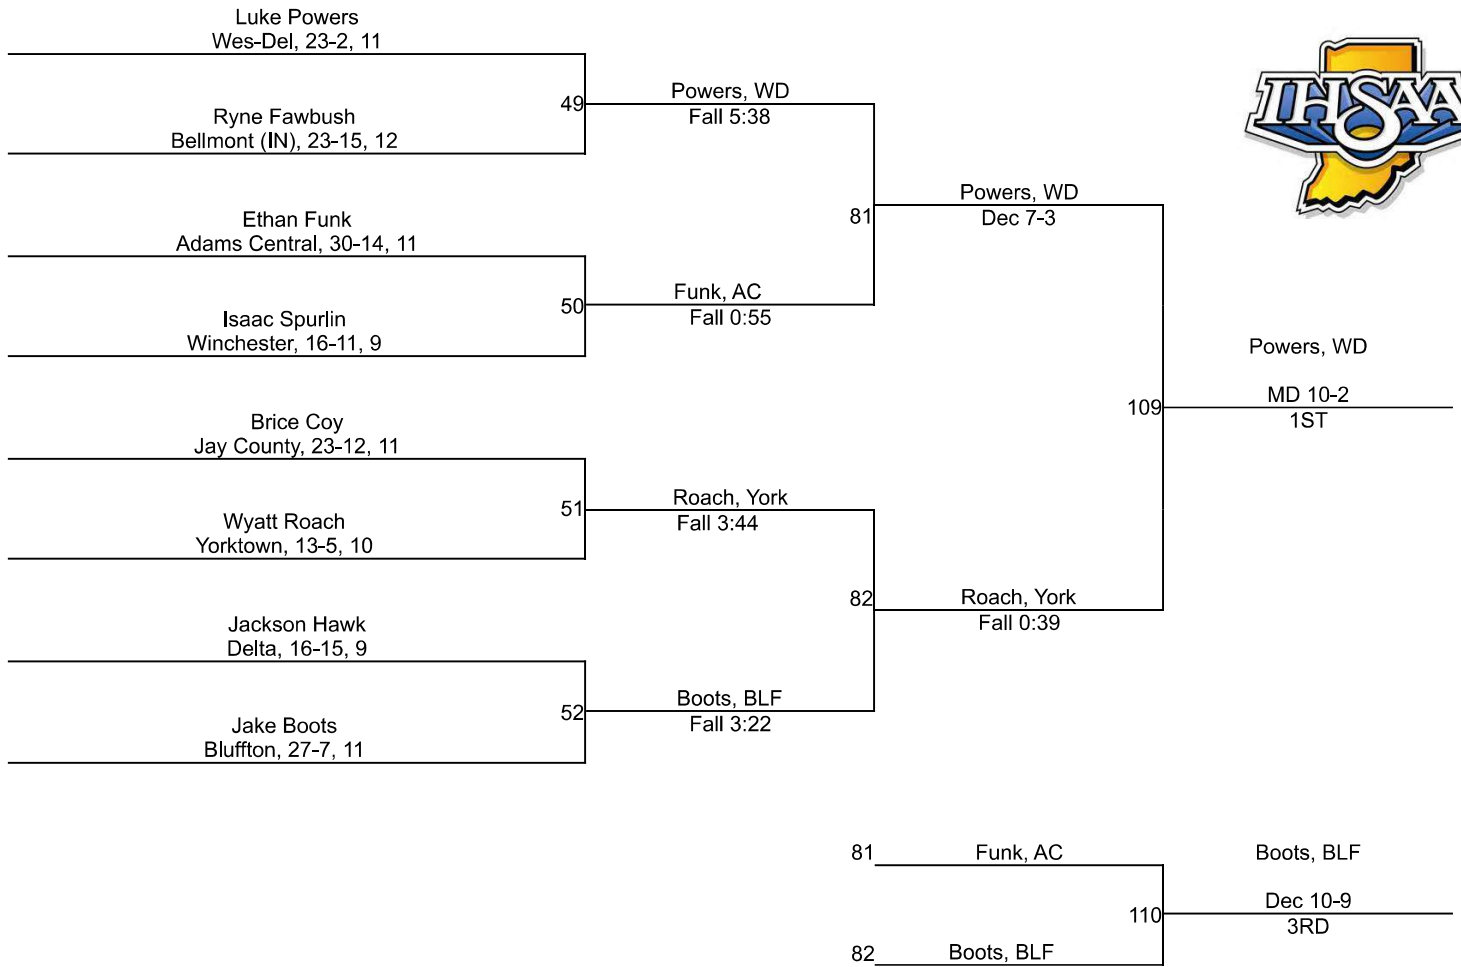 Luke Powers
Wes-Del, 23-2, 11
49
Powers, WD
Fall 5:38
Ryne Fawbush
Bellmont (IN), 23-15, 12
IHSAA
81
Powers, WD
Dec 7-3
Ethan Funk
Adams Central, 30-14, 11
50
Funk, AC
Fall 0:55
Isaac Spurlin
Winchester, 16-11, 9
109
Powers, WD
MD 10-2
1ST
Brice Coy
Jay County, 23-12, 11
51
Roach, York
Fall 3:44
Wyatt Roach
Yorktown, 13-5, 10
82
Roach, York
Fall 0:39
Jackson Hawk
Delta, 16-15, 9
52
Boots, BLF
Fall 3:22
Jake Boots
Bluffton, 27-7, 11
81
Funk, AC
110
Boots, BLF
Dec 10-9
3RD
82
Boots, BLF